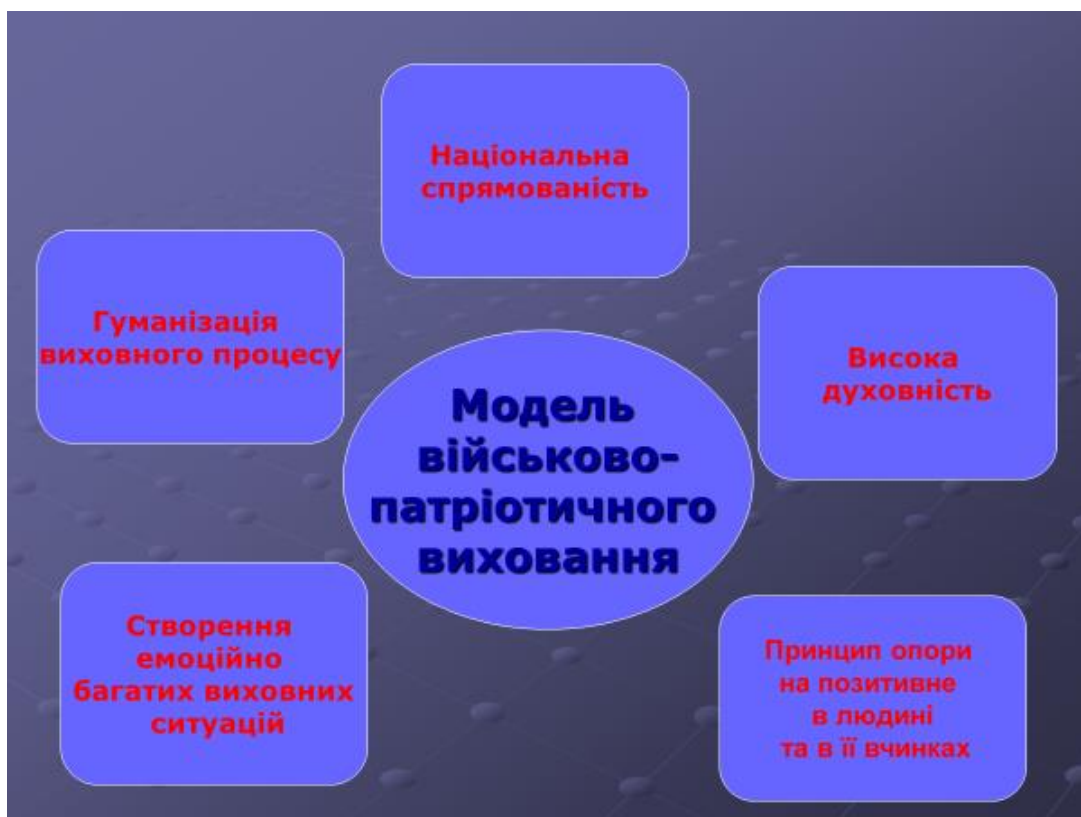 Національна
спрямованість
Гуманізація
виховного процесу
Висока
духовність
Модель
військово-
патріотичного
виховання
Створення
емоційно
багатих виховних
ситуацій
Принцип опори
на позитивне
в людині
та в її вчинках